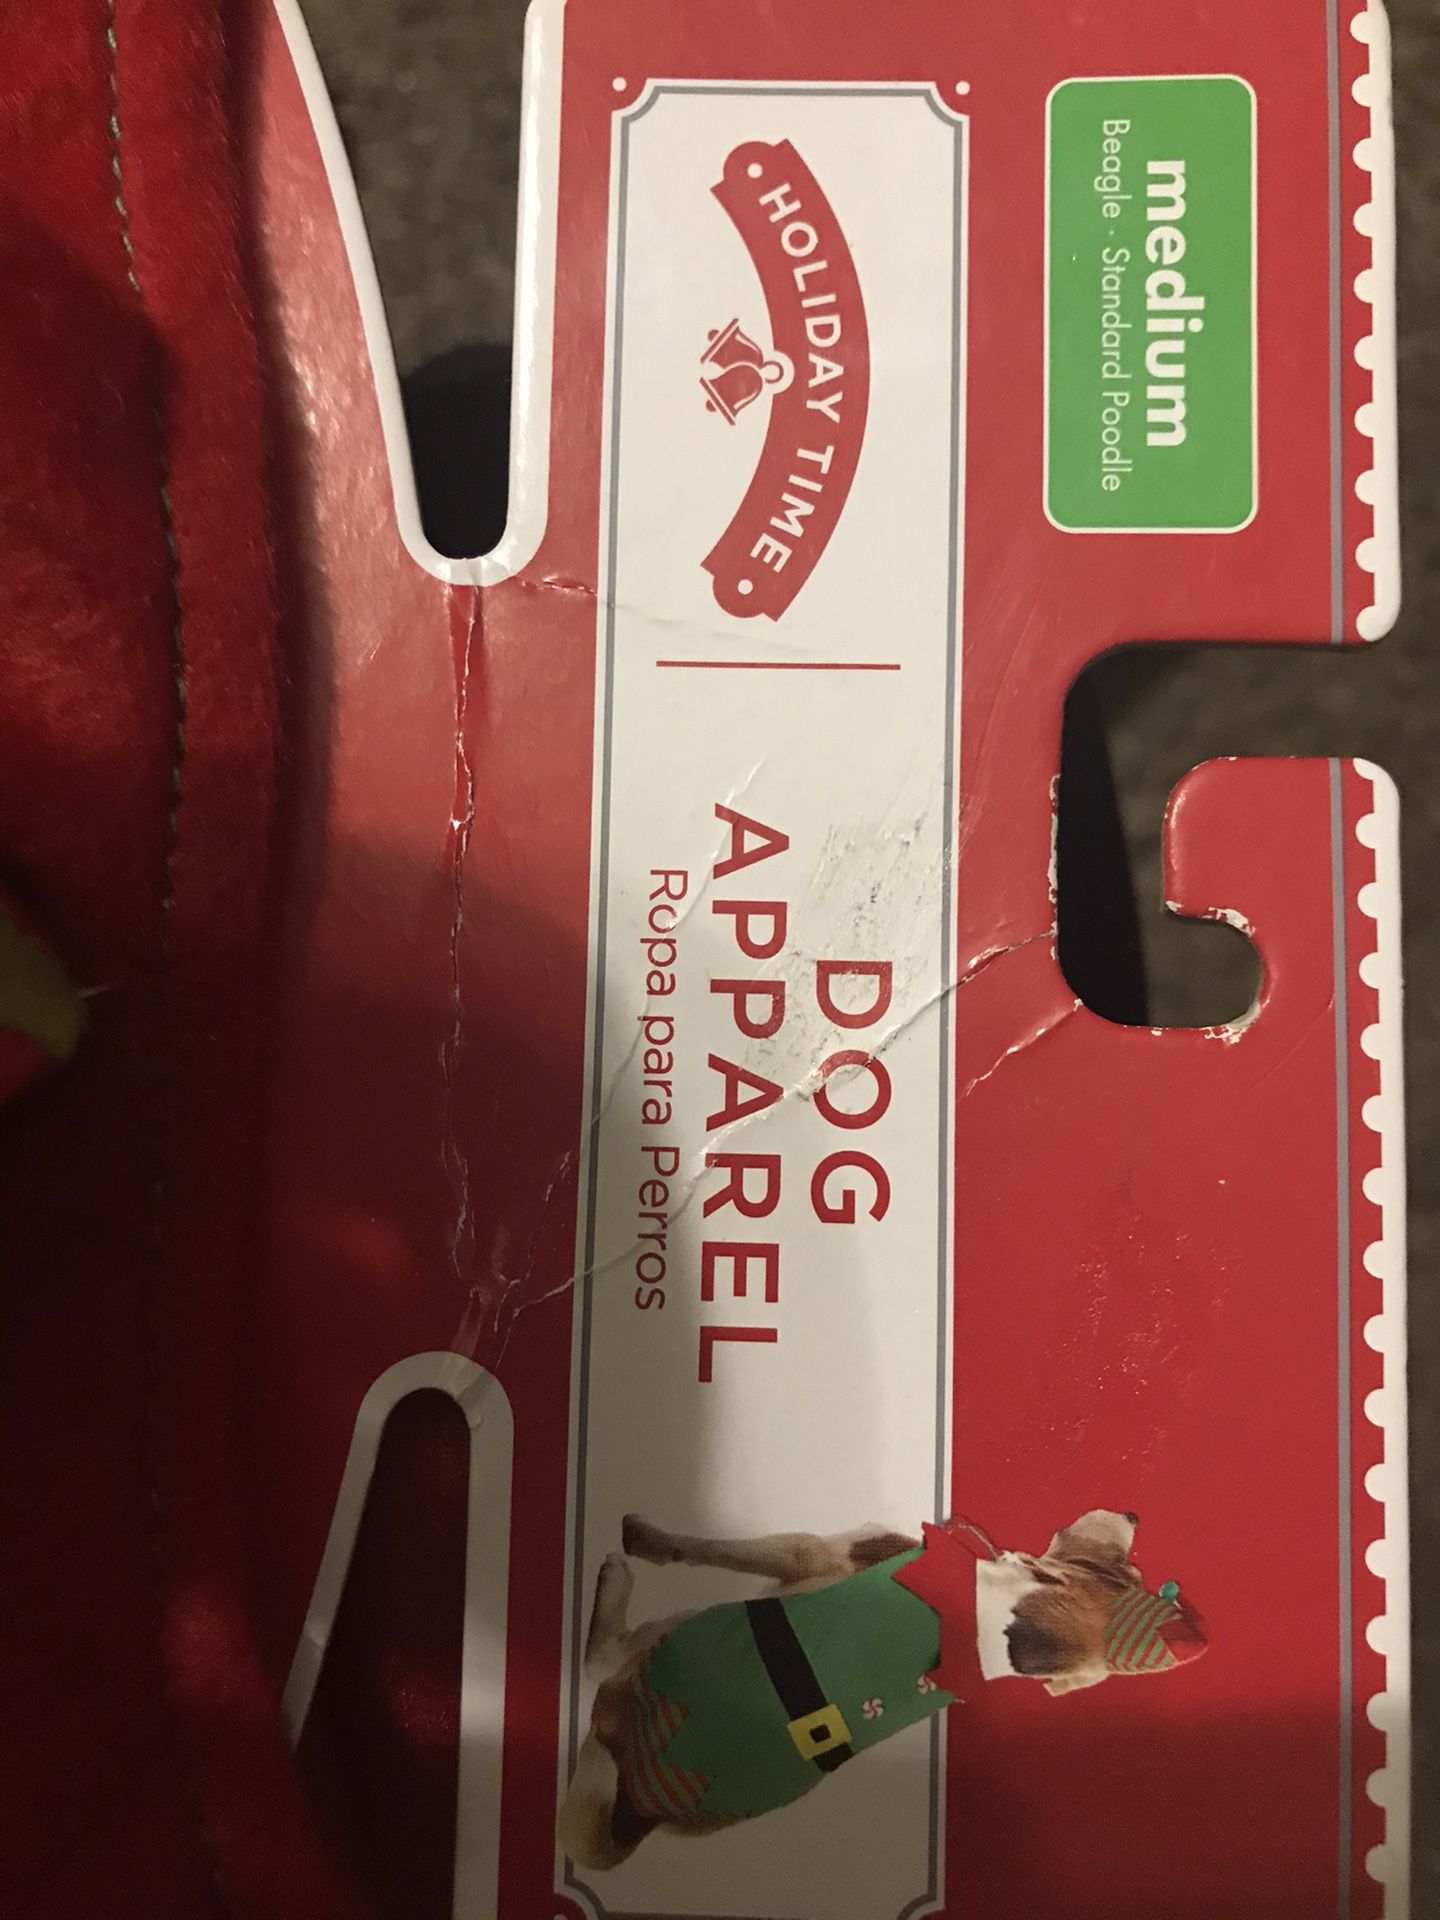 medium
Beagle · Standard Poodle
HOLIDAY TIME
DOG
APPAREL
Ropa para Perros